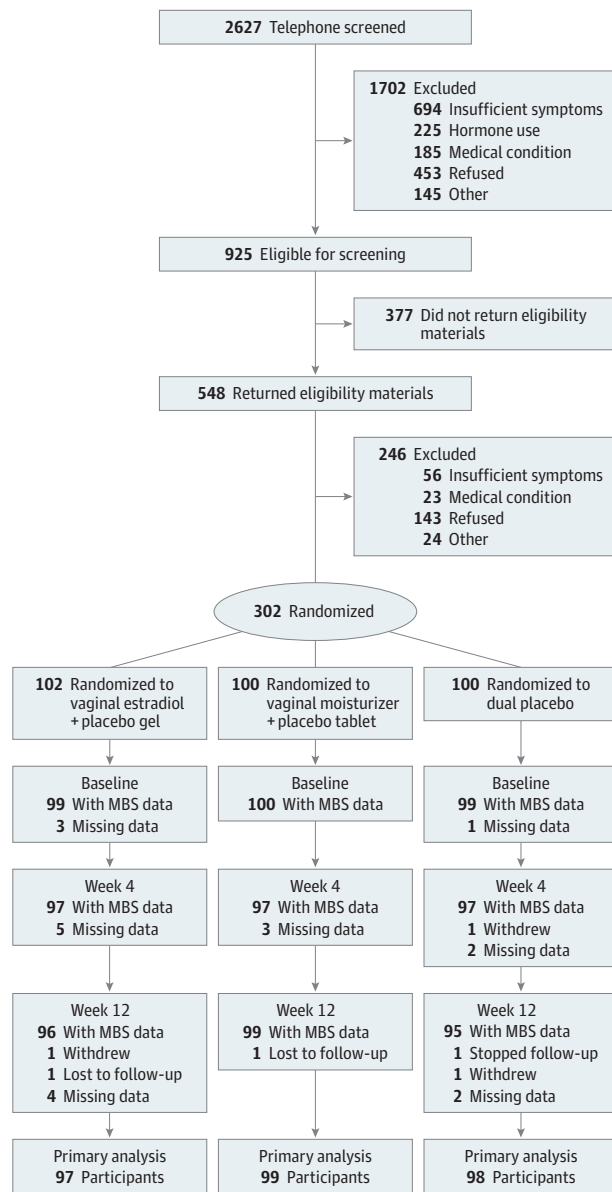 2627 Telephone screened
1702 Excluded
694 Insufficient symptoms
225 Hormone use
185 Medical condition
453 Refused
145 Other
925 Eligible for screening
377 Did not return eligibility
materials
548 Returned eligibility materials
246 Excluded
56 Insufficient symptoms
23 Medical condition
143 Refused
24 Other
302 Randomized
102 Randomized to
vaginal estradiol
+ placebo gel
100 Randomized to
vaginal moisturizer
+ placebo tablet
100 Randomized to
dual placebo
Baseline
99 With MBS data
3 Missing data
Baseline
100 With MBS data
Baseline
99 With MBS data
1 Missing data
Week 4
97 With MBS data
5 Missing data
Week 4
97 With MBS data
3 Missing data
Week 4
97 With MBS data
1 Withdrew
2 Missing data
Week 12
96 With MBS data
1 Withdrew
1 Lost to follow-up
4 Missing data
Week 12
99 With MBS data
1 Lost to follow-up
Week 12
95 With MBS data
1 Stopped follow-up
1 Withdrew
2 Missing data
Primary analysis
97 Participants
Primary analysis
99 Participants
Primary analysis
98 Participants